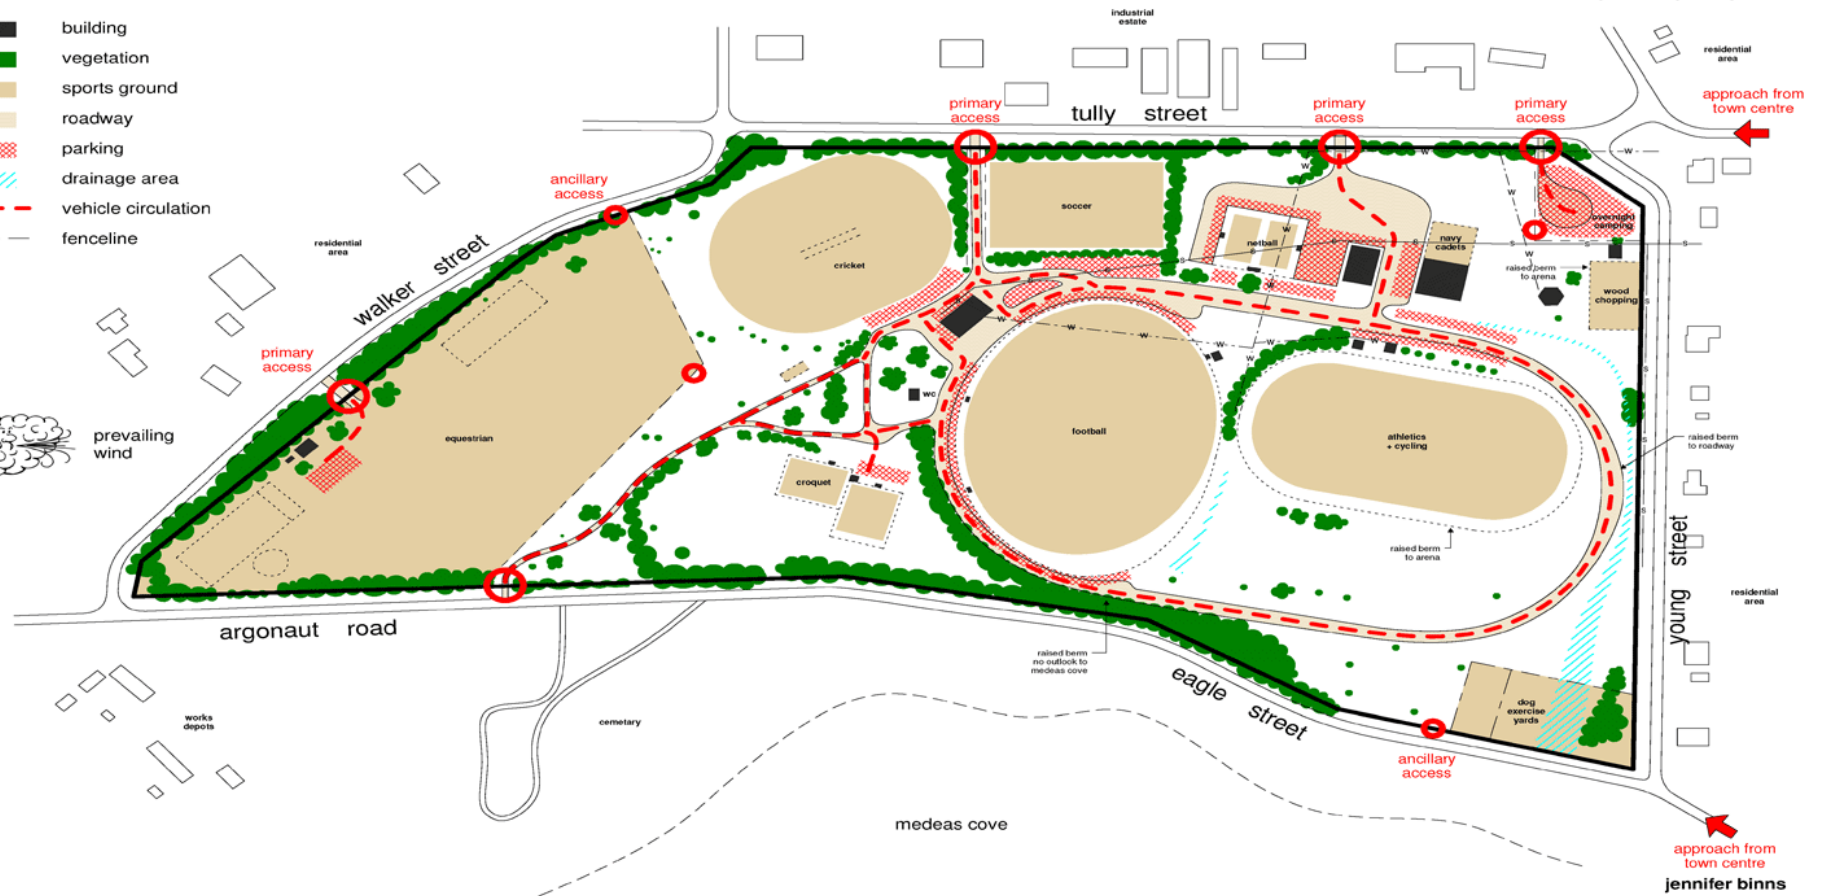 building
vegetation
sports ground
roadway
parking
drainage area
vehicle circulation
fenceline
industrial
estate
residential
area
approach from
town centre
primary
access
tully street
primary
access
primary
access
ancillary
access
residential
area
walker street
primary
access
prevailing
wind
cricket
soccer
netball
navy
cadets
overnight
camping
raised berm
to arena
wood
chopping
equestrian
wc
croquet
football
athletics
+ cycling
raised berm
to roadway
raised berm
to arena
young street
residential
area
argonaut road
raised berm
no outlook to
medeas cove
eagle street
dog
exercise
yards
works
depots
cemetary
ancillary
access
medeas cove
approach from
town centre
jennifer binns